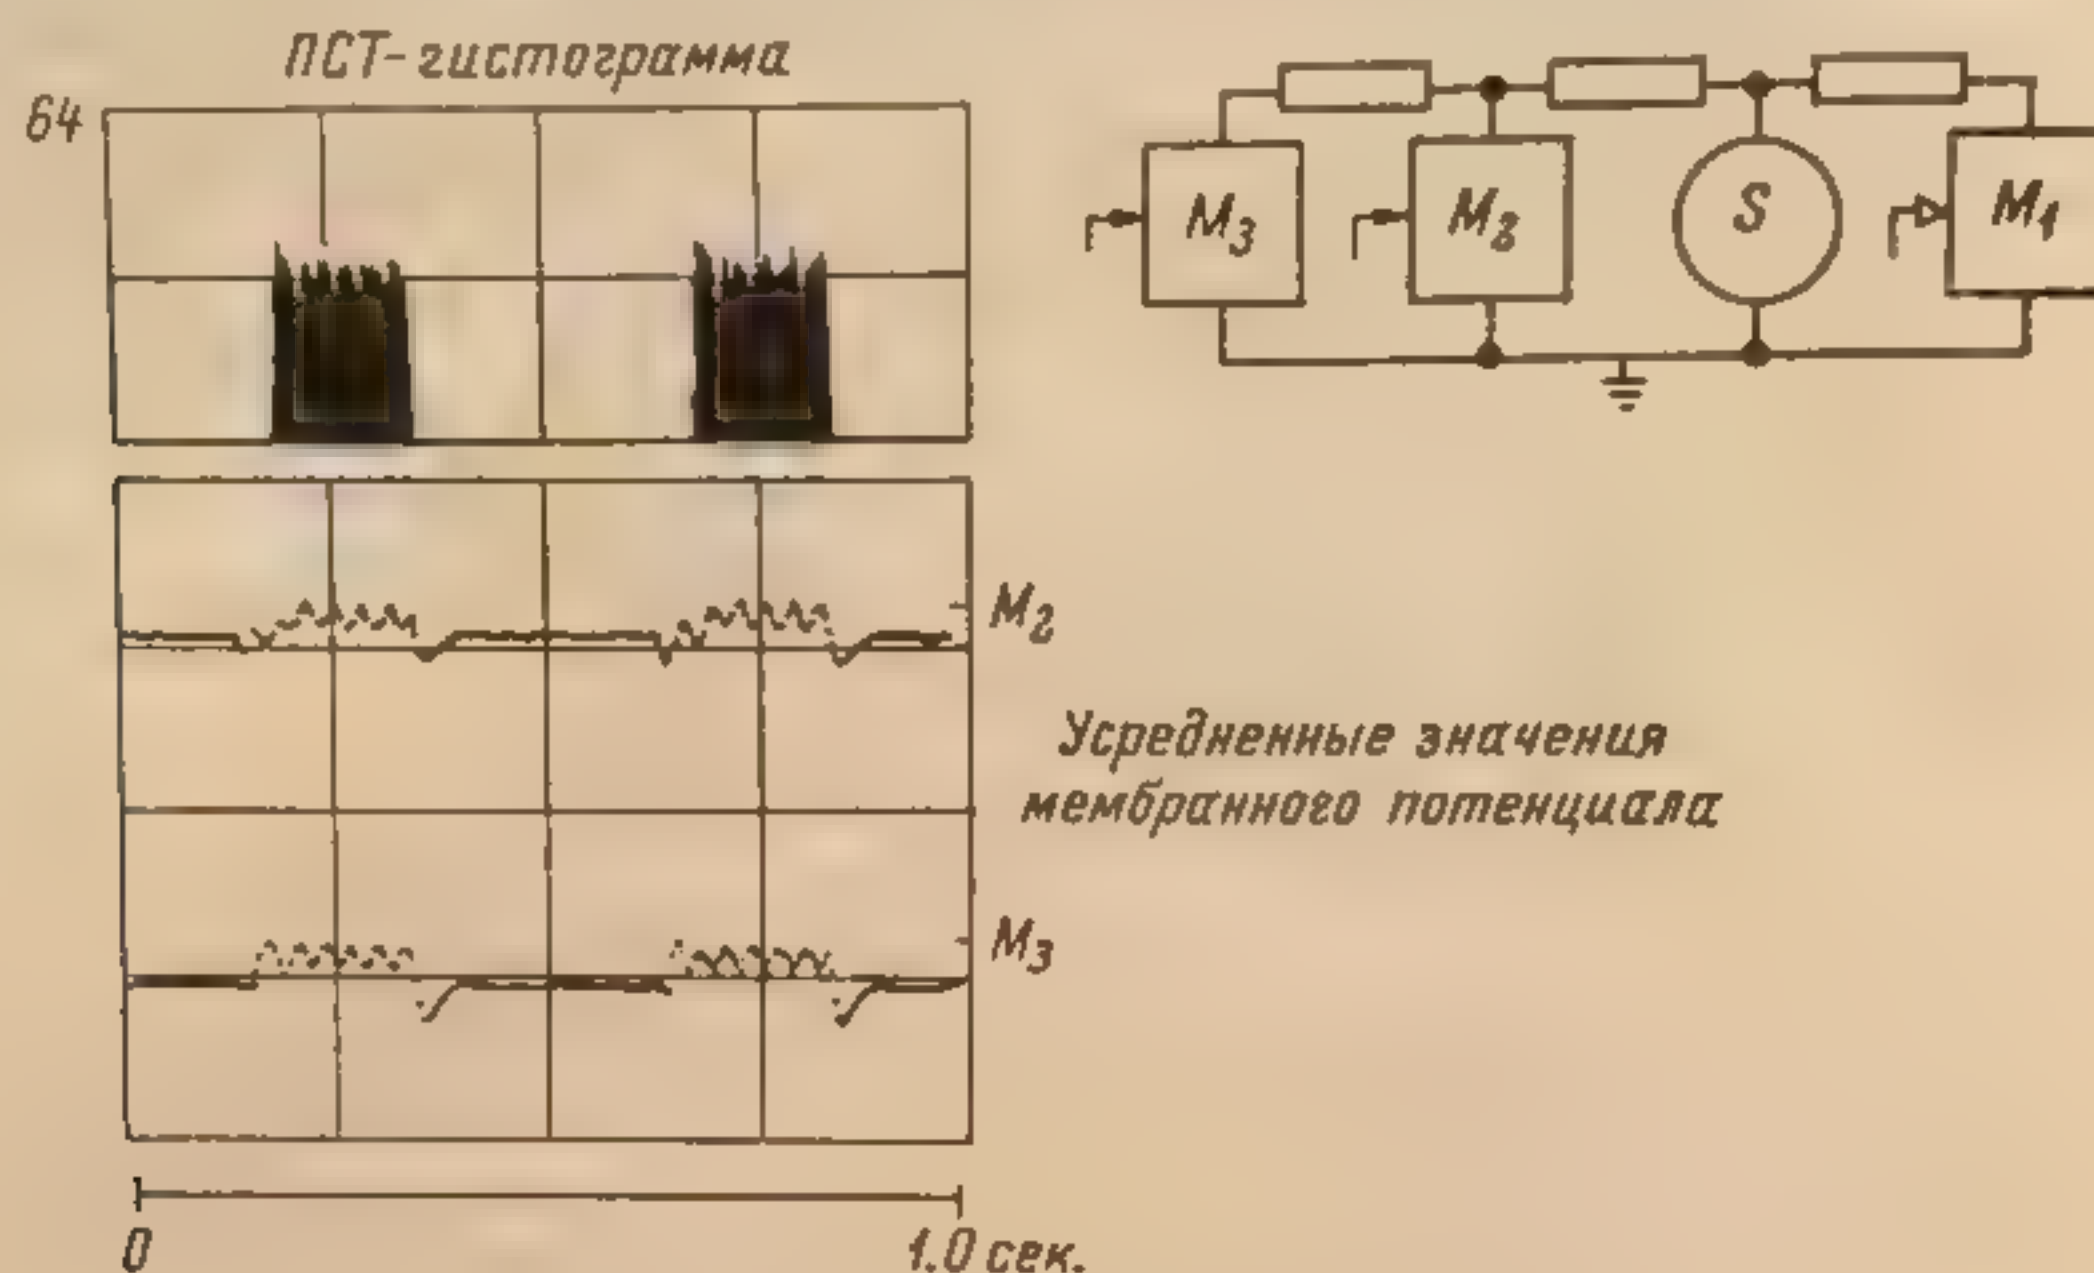 ПСТ-гистограмма
64
M3
M2
S
M1
M2
Усредненные значения
мембранного потенциала
M3
0
1.0 сек.